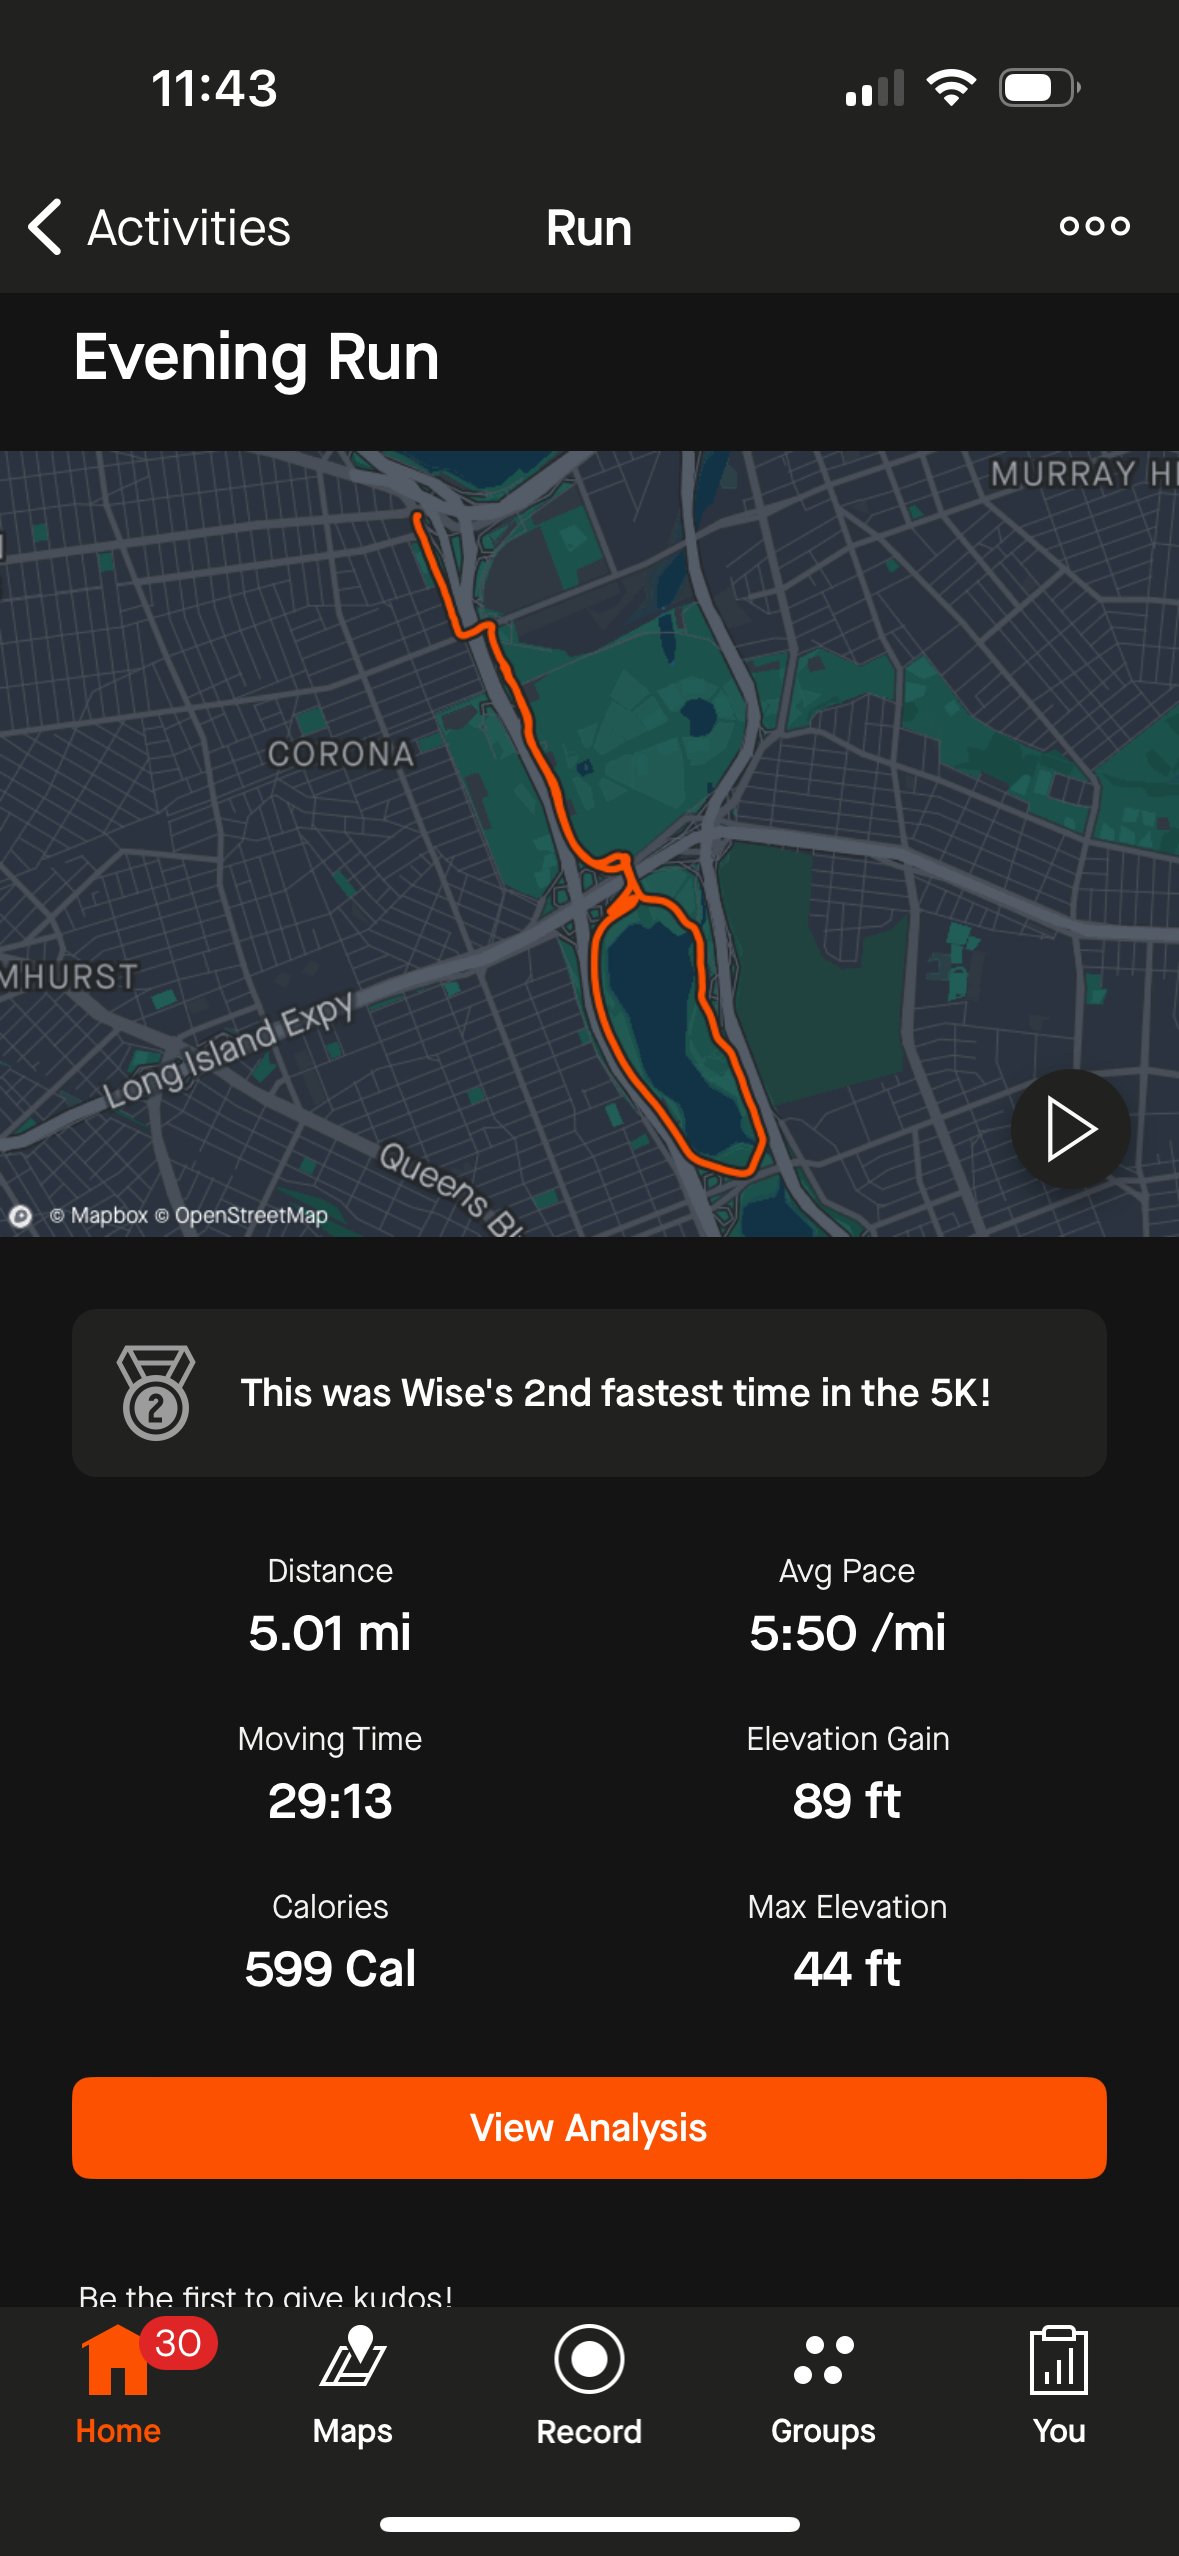 11:43
Activities
Run
Evening Run
MURRAY HI
CORONA
MHURST
Long Island Expy
Queens Bl
© Mapbox © OpenStreetMap
2
This was Wise's 2nd fastest time in the 5K!
Distance
Avg Pace
5.01 mi
5:50 /mi
Moving Time
Elevation Gain
29:13
89 ft
Calories
Max Elevation
599 Cal
44 ft
View Analysis
Be the first to give kudos!
30
Home
Maps
Record
Groups
You